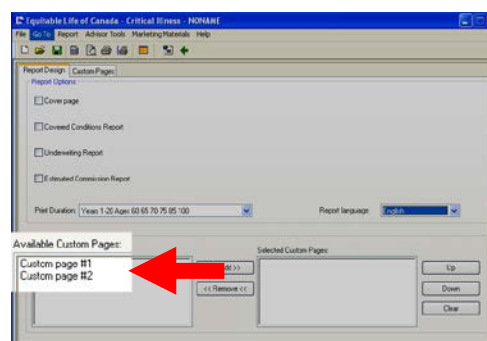 Equitable Life of Canada - Critical Illness - NONAME
File Go To Report Advisor Tools Marketing Materials Help
Report Design Custom Pages
Report Options
Cover page
Covered Conditions Report
Underwriting Report
Estimated Commission Report
Print Duration: Years 1-20 Ages 60 65 70 75 85 100 Report language: English
Available Custom Pages: Selected Custom Pages:
Custom page #1
Custom page #2
Up
<< Remove << Down
Clear